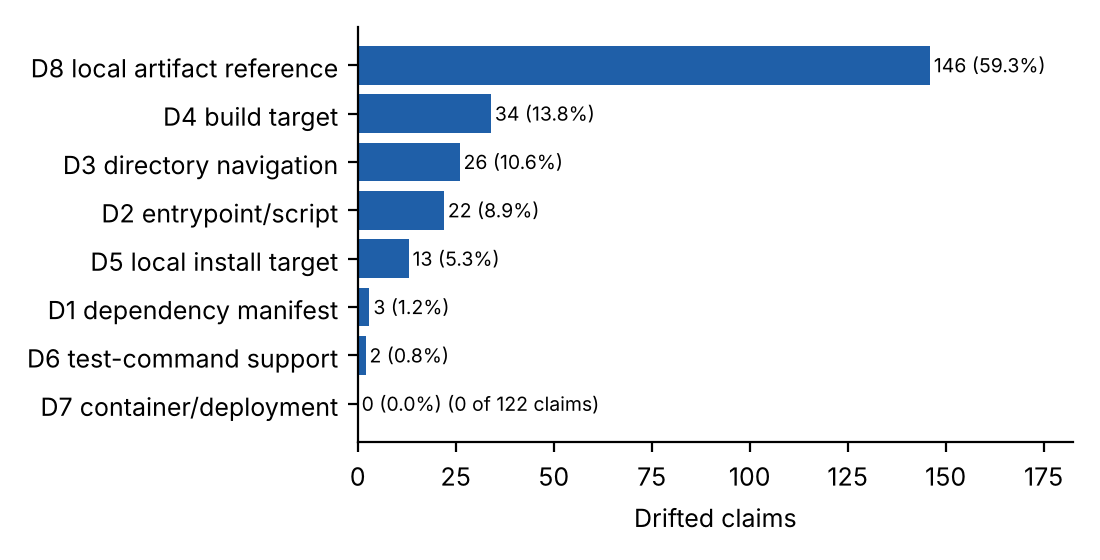 D8 local artifact reference 146 (59.3%)
D4 build target 34 (13.8%)
D3 directory navigation 26 (10.6%)
D2 entrypoint/script 22 (8.9%)
D5 local install target 13 (5.3%)
D1 dependency manifest 3 (1.2%)
D6 test-command support 2 (0.8%)
D7 container/deployment 0 (0.0%) (0 of 122 claims)
0 25 50 75 100 125 150 175
Drifted claims